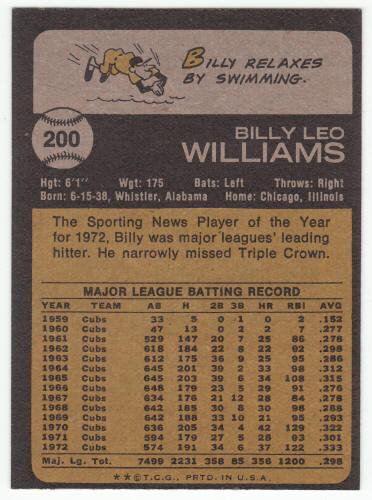 BILLY RELAXES
BY SWIMMING.
200
BILLY LEO
WILLIAMS
Hgt: 6'1" Wgt: 175 Bats: Left Throws: Right
Born: 6-15-38, Whistler, Alabama Home: Chicago, Illinois
The Sporting News Player of the Year
for 1972, Billy was major leagues' leading
hitter. He narrowly missed Triple Crown.
MAJOR LEAGUE BATTING RECORD
YEAR TEAM AB H 2B 3B HR RBI AVG
1959 Cubs 33 5 0 1 0 2 .152
1960 Cubs 47 13 0 2 2 7 .277
1961 Cubs 529 147 20 5 25 86 .278
1962 Cubs 618 184 22 8 22 92 .298
1963 Cubs 612 175 36 9 25 95 .286
1964 Cubs 645 201 39 2 33 98 .312
1965 Cubs 645 203 39 6 34 108 .315
1966 Cubs 648 179 23 5 29 91 .276
1967 Cubs 634 176 21 12 28 84 .278
1968 Cubs 642 185 30 8 30 98 .288
1969 Cubs 642 188 33 10 21 95 .293
1970 Cubs 636 205 34 4 42 129 .322
1971 Cubs 594 179 27 5 28 93 .301
1972 Cubs 574 191 34 6 37 122 .333
Maj. Lg. Tot. 7499 2231 358 85 356 1200 .298
★★©T.C.G., PRTD. IN U.S.A.